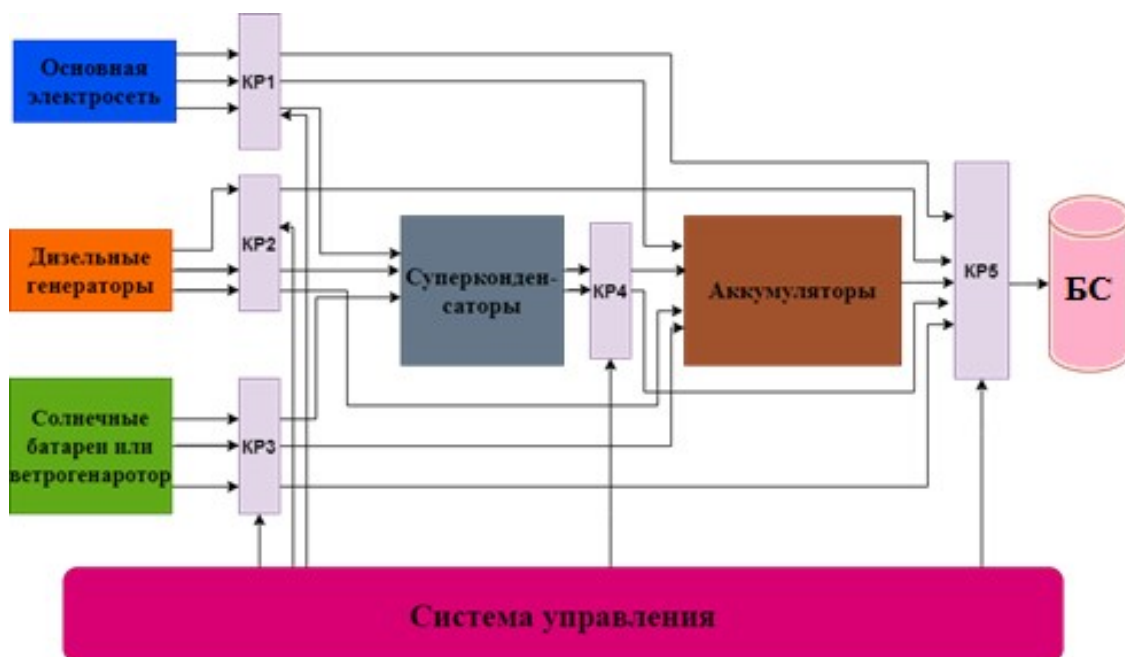 Основная
электросеть
КР1
Дизельные
генераторы
КР2
Суперконден-
саторы
КР4
Аккумуляторы
КР5
БС
Солнечные
батареи или
ветрогенаротор
КР3
Система управления